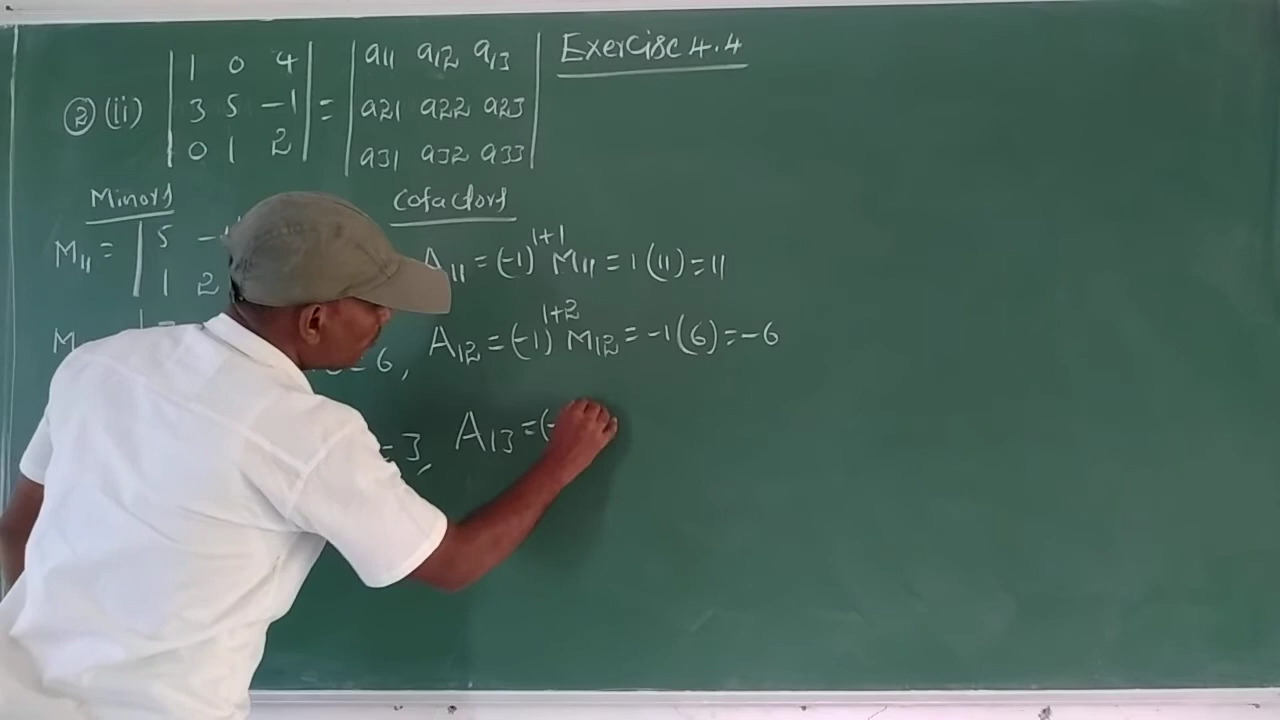 Exercise 4.4
② (ii) | 1 0 4 | = | a11 a12 a13 |
| 3 5 -1 | | a21 a22 a23 |
| 0 1 2 | | a31 a32 a33 |
Minors Cofactors
M11 = | 5 - A11 = (-1)^1+1 M11 = 1(11) = 11
| 1 2
M A12 = (-1)^1+2 M12 = -1(6) = -6
= 6,
= 3, A13 = (-